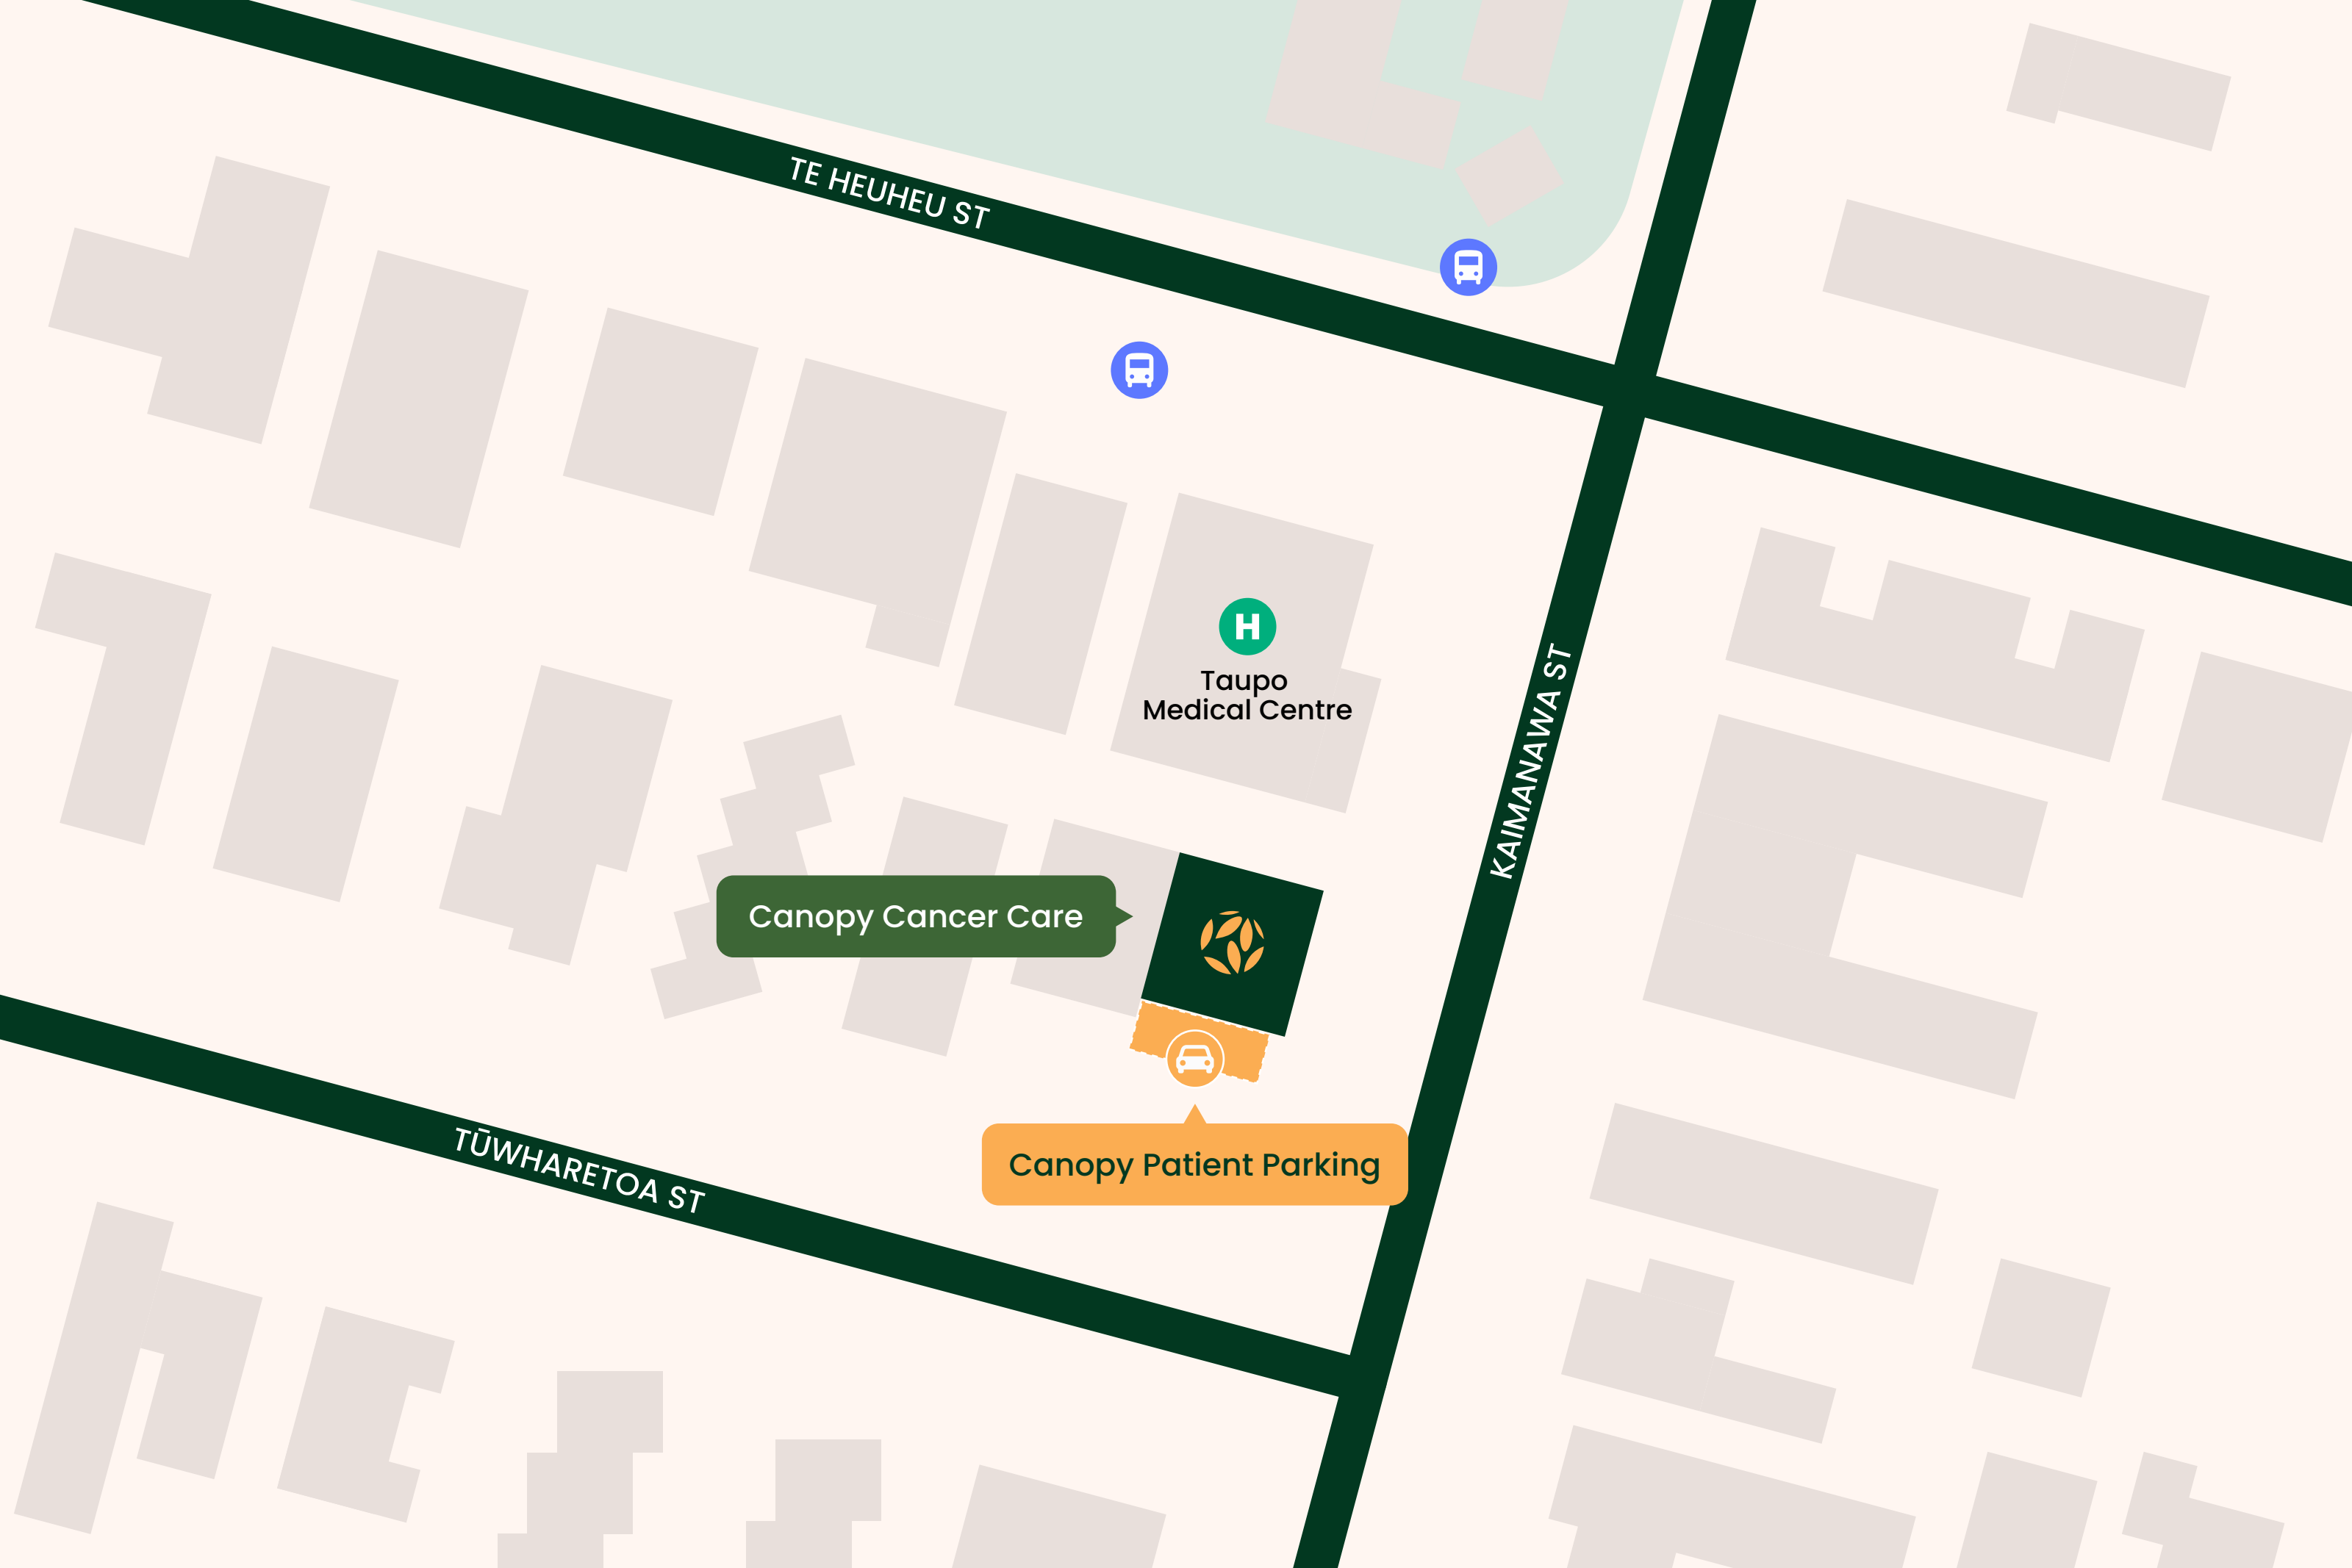 TE HEUHEU ST
H
Taupo
Medical Centre
KAIMANAWA ST
Canopy Cancer Care
Canopy Patient Parking
TŪWHARETOA ST